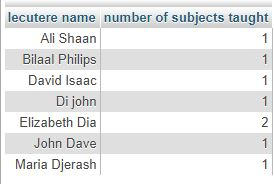 lecutere name number of subjects taught
Ali Shaan 1
Bilaal Philips 1
David Isaac 1
Di john 1
Elizabeth Dia 2
John Dave 1
Maria Djerash 1